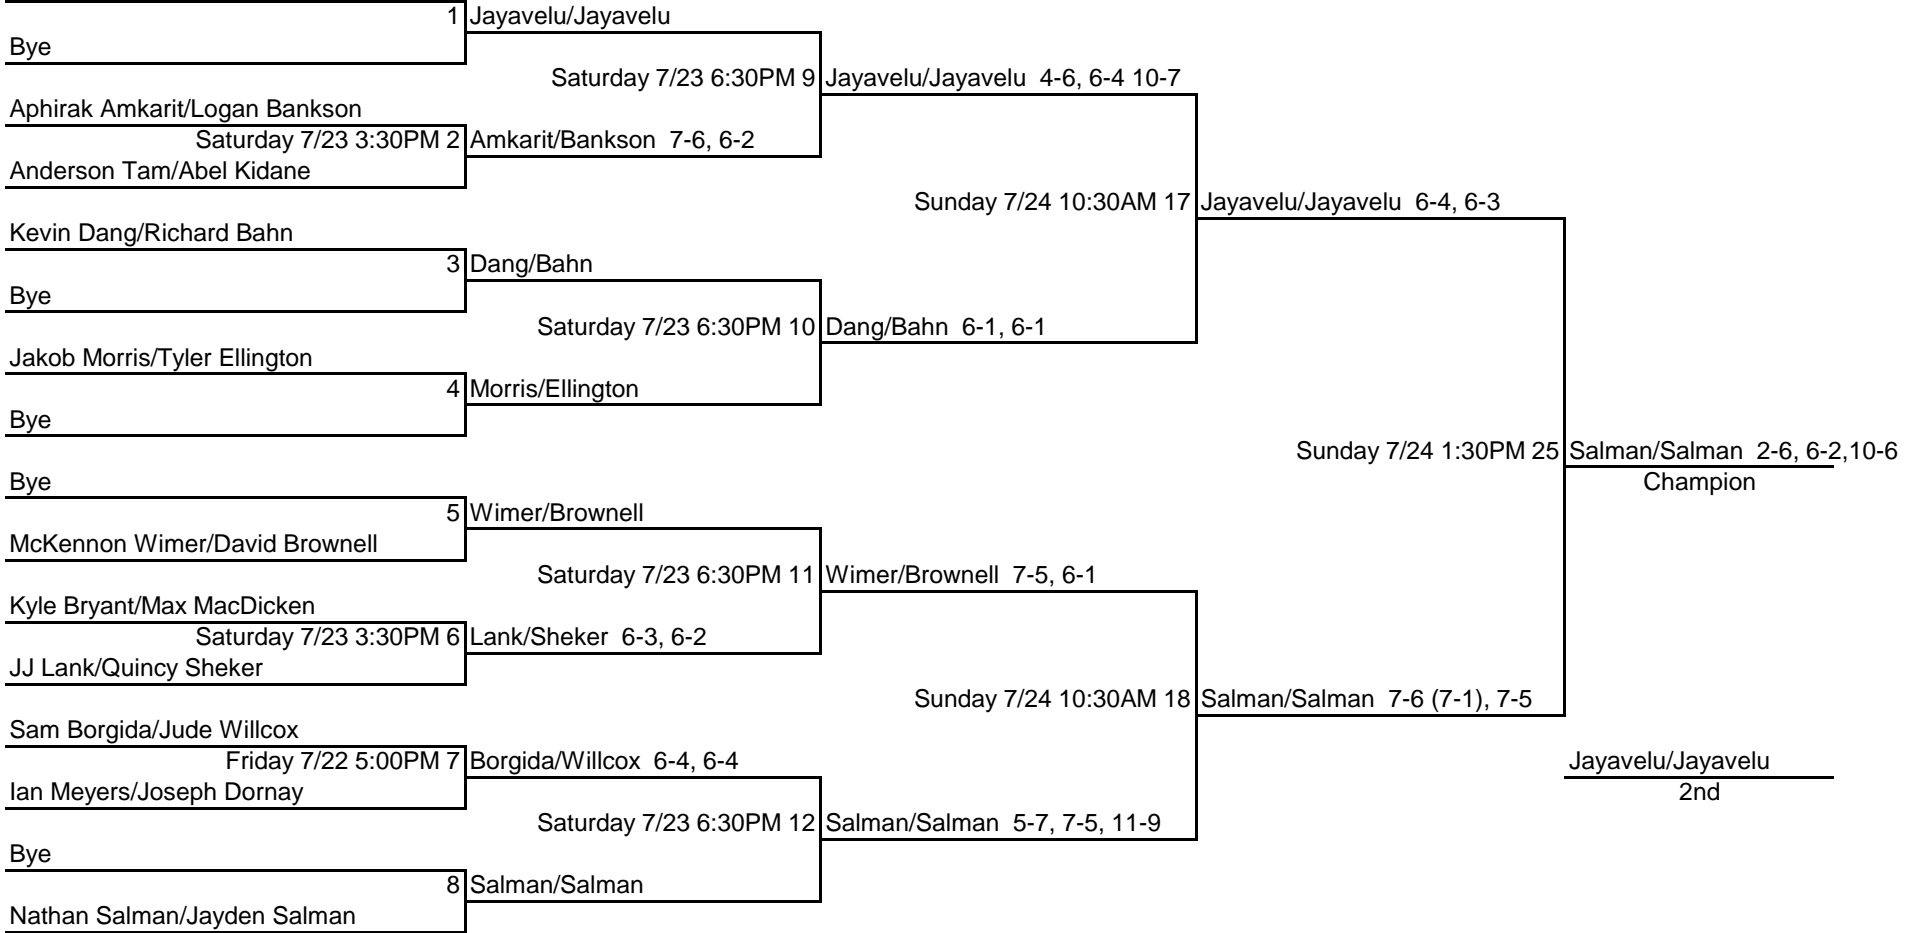 1 Jayavelu/Jayavelu
Bye
Saturday 7/23 6:30PM 9 Jayavelu/Jayavelu 4-6, 6-4 10-7
Aphirak Amkarit/Logan Bankson
Saturday 7/23 3:30PM 2 Amkarit/Bankson 7-6, 6-2
Anderson Tam/Abel Kidane
Sunday 7/24 10:30AM 17 Jayavelu/Jayavelu 6-4, 6-3
Kevin Dang/Richard Bahn
3 Dang/Bahn
Bye
Saturday 7/23 6:30PM 10 Dang/Bahn 6-1, 6-1
Jakob Morris/Tyler Ellington
4 Morris/Ellington
Bye
Sunday 7/24 1:30PM 25 Salman/Salman 2-6, 6-2,10-6
Bye
Champion
5 Wimer/Brownell
McKennon Wimer/David Brownell
Saturday 7/23 6:30PM 11 Wimer/Brownell 7-5, 6-1
Kyle Bryant/Max MacDicken
Saturday 7/23 3:30PM 6 Lank/Sheker 6-3, 6-2
JJ Lank/Quincy Sheker
Sunday 7/24 10:30AM 18 Salman/Salman 7-6 (7-1), 7-5
Sam Borgida/Jude Willcox
Friday 7/22 5:00PM 7 Borgida/Willcox 6-4, 6-4
Jayavelu/Jayavelu
Ian Meyers/Joseph Dornay
2nd
Saturday 7/23 6:30PM 12 Salman/Salman 5-7, 7-5, 11-9
Bye
8 Salman/Salman
Nathan Salman/Jayden Salman